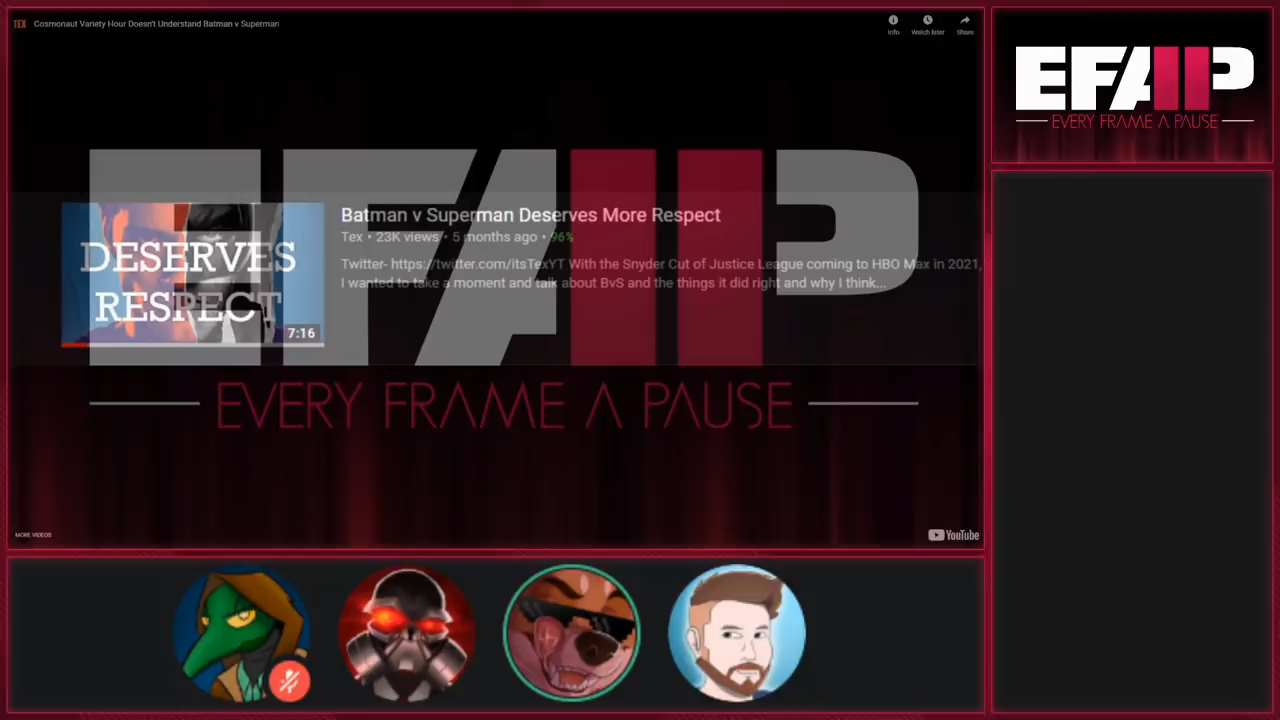 TEX Cosmonaut Variety Hour Doesn't Understand Batman v Superman
Info
Watch later
Share
EFAP
EVERY FRAME A PAUSE
DESERVES
RESPECT
7:16
Batman v Superman Deserves More Respect
Tex • 23K views • 5 months ago • 96%
Twitter- https://twitter.com/itsTexYT With the Snyder Cut of Justice League coming to HBO Max in 2021,
I wanted to take a moment and talk about BvS and the things it did right and why I think...
EFAP
EVERY FRAME A PAUSE
MORE VIDEOS
YouTube